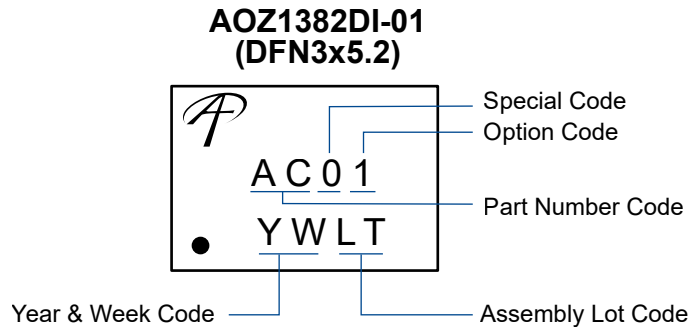 AOZ1382DI-01
(DFN3x5.2)
Special Code
Option Code
AC01
Part Number Code
YWLT
Year & Week Code
Assembly Lot Code